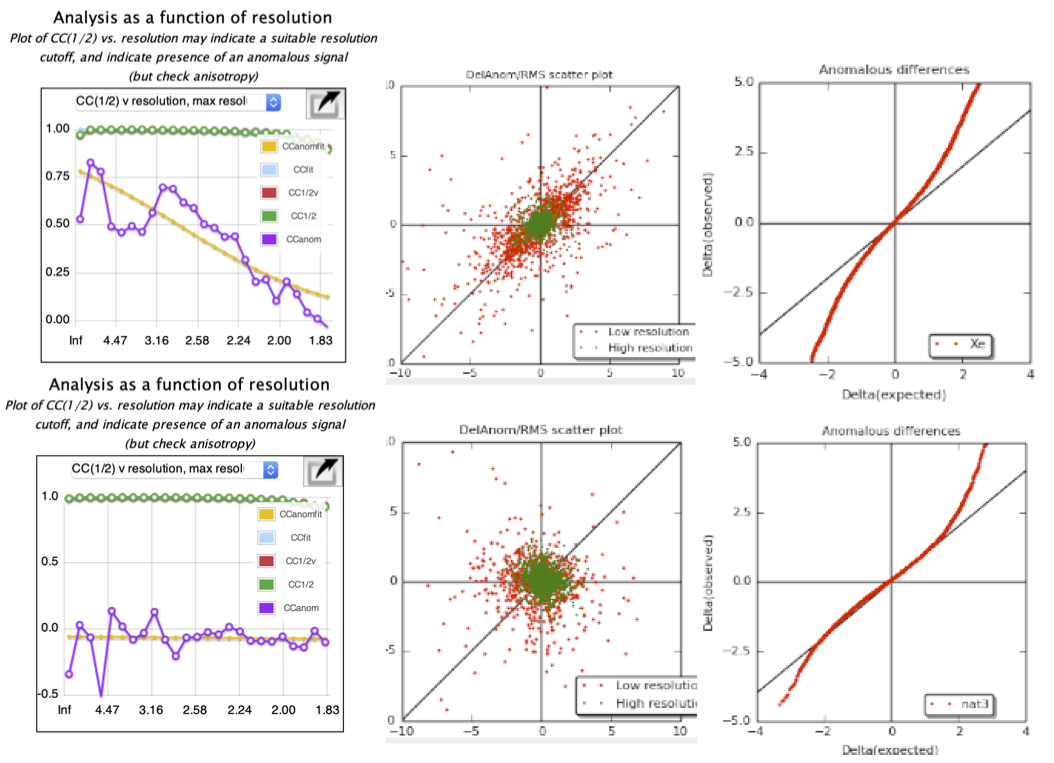 Analysis as a function of resolution
Plot of CC(1/2) vs. resolution may indicate a suitable resolution
cutoff, and indicate presence of an anomalous signal
(but check anisotropy)
CC(1/2) v resolution, max resol
1.00
0.75
0.50
0.25
0.00
CCanomfit
CCfit
CC1/2v
CC1/2
CCanom
Inf 4.47 3.16 2.58 2.24 2.00 1.83
DelAnom/RMS scatter plot
5
0
-5
Low resolution
High resolution
−10 −5 0 5 10
Anomalous differences
Delta(observed)
5.0
2.5
0.0
−2.5
−5.0
Xe
−4 −2 0 2 4
Delta(expected)
Analysis as a function of resolution
Plot of CC(1/2) vs. resolution may indicate a suitable resolution
cutoff, and indicate presence of an anomalous signal
(but check anisotropy)
CC(1/2) v resolution, max resol
1.0
0.5
0.0
-0.5
CCanomfit
CCfit
CC1/2v
CC1/2
CCanom
Inf 4.47 3.16 2.58 2.24 2.00 1.83
DelAnom/RMS scatter plot
10
5
0
-5
Low resolutio
High resolutio
−10 −5 0 5 10
Anomalous differences
Delta(observed)
5.0
2.5
0.0
−2.5
−5.0
nat3
−4 −2 0 2 4
Delta(expected)